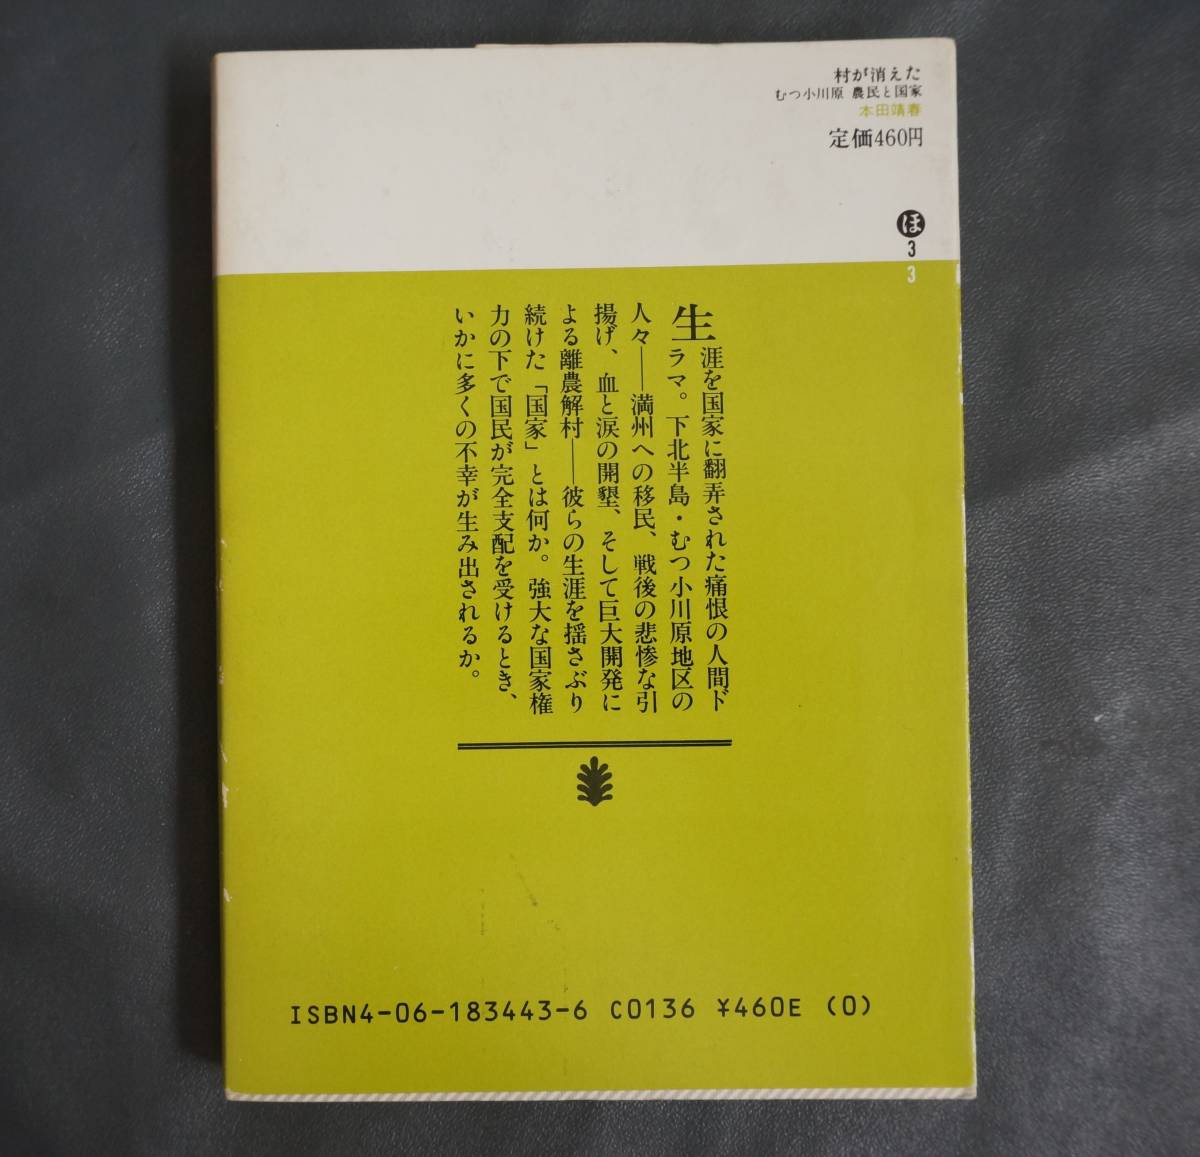 村が消えた
むつ小川原 農民と国家
本田靖春
定価460円
ほ
3
3
生涯を国家に翻弄された痛恨の人間ド
ラマ。下北半島・むつ小川原地区の
人々──満州への移民、戦後の悲惨な引
揚げ、血と涙の開墾、そして巨大開発に
よる離農解村──彼らの生涯を揺さぶり
続けた「国家」とは何か。強大な国家権
力の下で国民が完全支配を受けるとき、
いかに多くの不幸が生み出されるか。
ISBN4-06-183443-6 C0136 ¥460E (0)